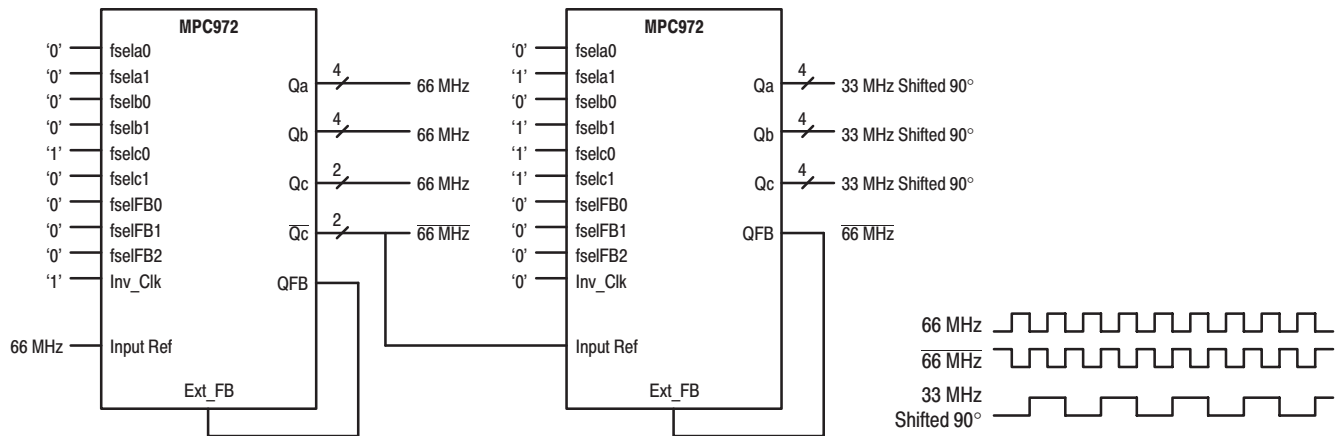 MPC972
‘0’ fsela0
‘0’ fsela1
‘0’ fselb0
‘0’ fselb1
‘1’ fselc0
‘0’ fselc1
‘0’ fselFB0
‘0’ fselFB1
‘0’ fselFB2
‘1’ Inv_Clk
66 MHz Input Ref
Ext_FB
Qa 4 66 MHz
Qb 4 66 MHz
Qc 2 66 MHz
Qc 2 66 MHz
QFB
MPC972
‘0’ fsela0
‘1’ fsela1
‘0’ fselb0
‘1’ fselb1
‘1’ fselc0
‘1’ fselc1
‘0’ fselFB0
‘0’ fselFB1
‘0’ fselFB2
‘0’ Inv_Clk
Input Ref
Ext_FB
Qa 4 33 MHz Shifted 90°
Qb 4 33 MHz Shifted 90°
Qc 4 33 MHz Shifted 90°
QFB 66 MHz
66 MHz
66 MHz
33 MHz
Shifted 90°